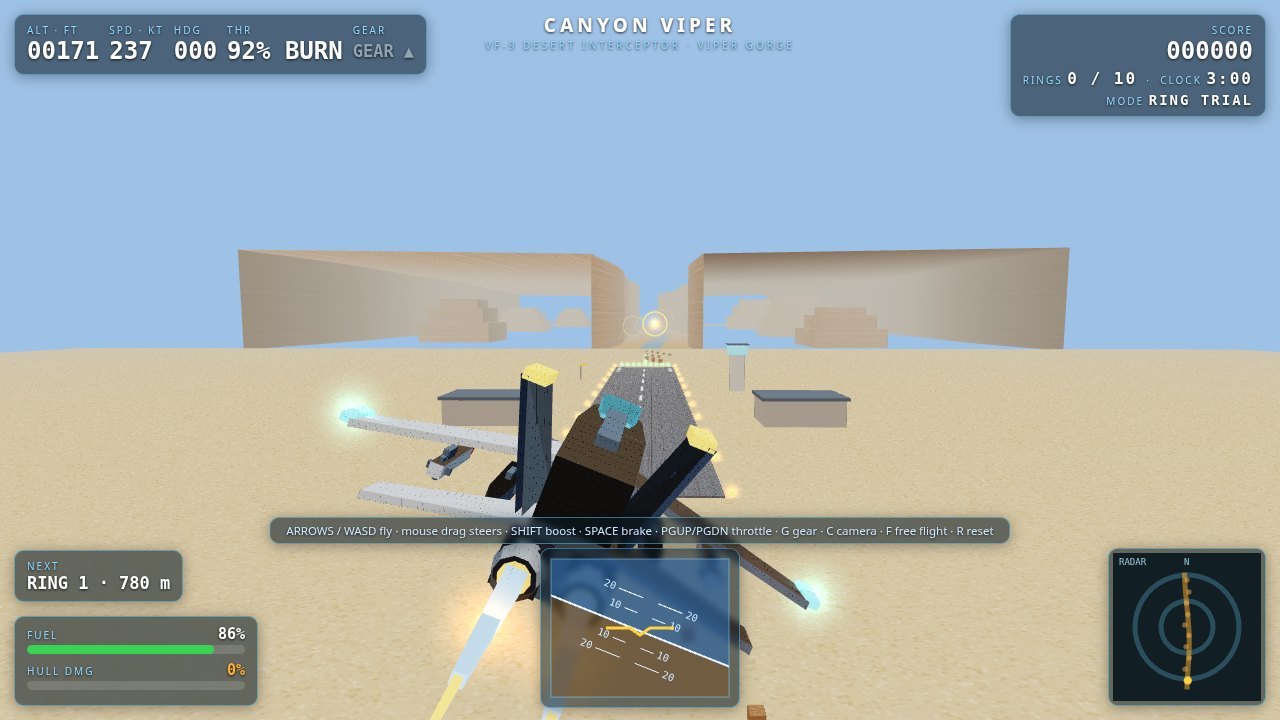 CANYON VIPER
VF-9 DESERT INTERCEPTOR · VIPER GORGE
ALT · FT SPD · KT HDG THR GEAR
00171 237 000 92% BURN GEAR ▲
SCORE
000000
RINGS 0 / 10 · CLOCK 3:00
MODE RING TRIAL
ARROWS / WASD fly · mouse drag steers · SHIFT boost · SPACE brake · PGUP/PGDN throttle · G gear · C camera · F free flight · R reset
NEXT
RING 1 · 780 m
FUEL 86%
HULL DMG 0%
20 20
10 10
10 10
20 20
RADAR N